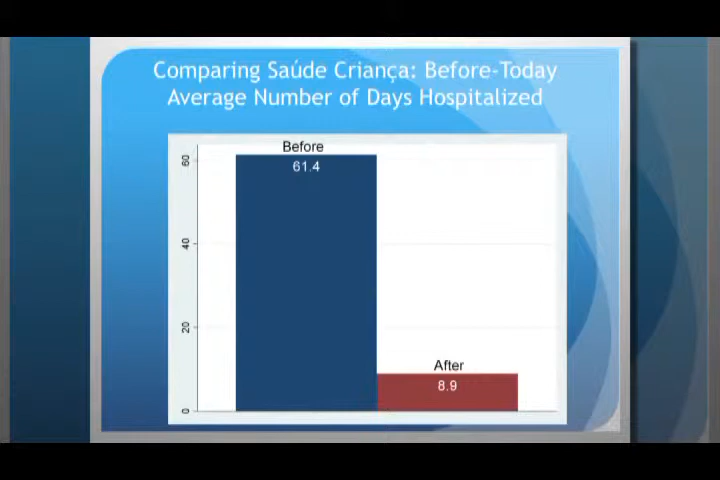 Comparing Saúde Criança: Before-Today
Average Number of Days Hospitalized
Before
61.4
After
8.9
60
40
20
0